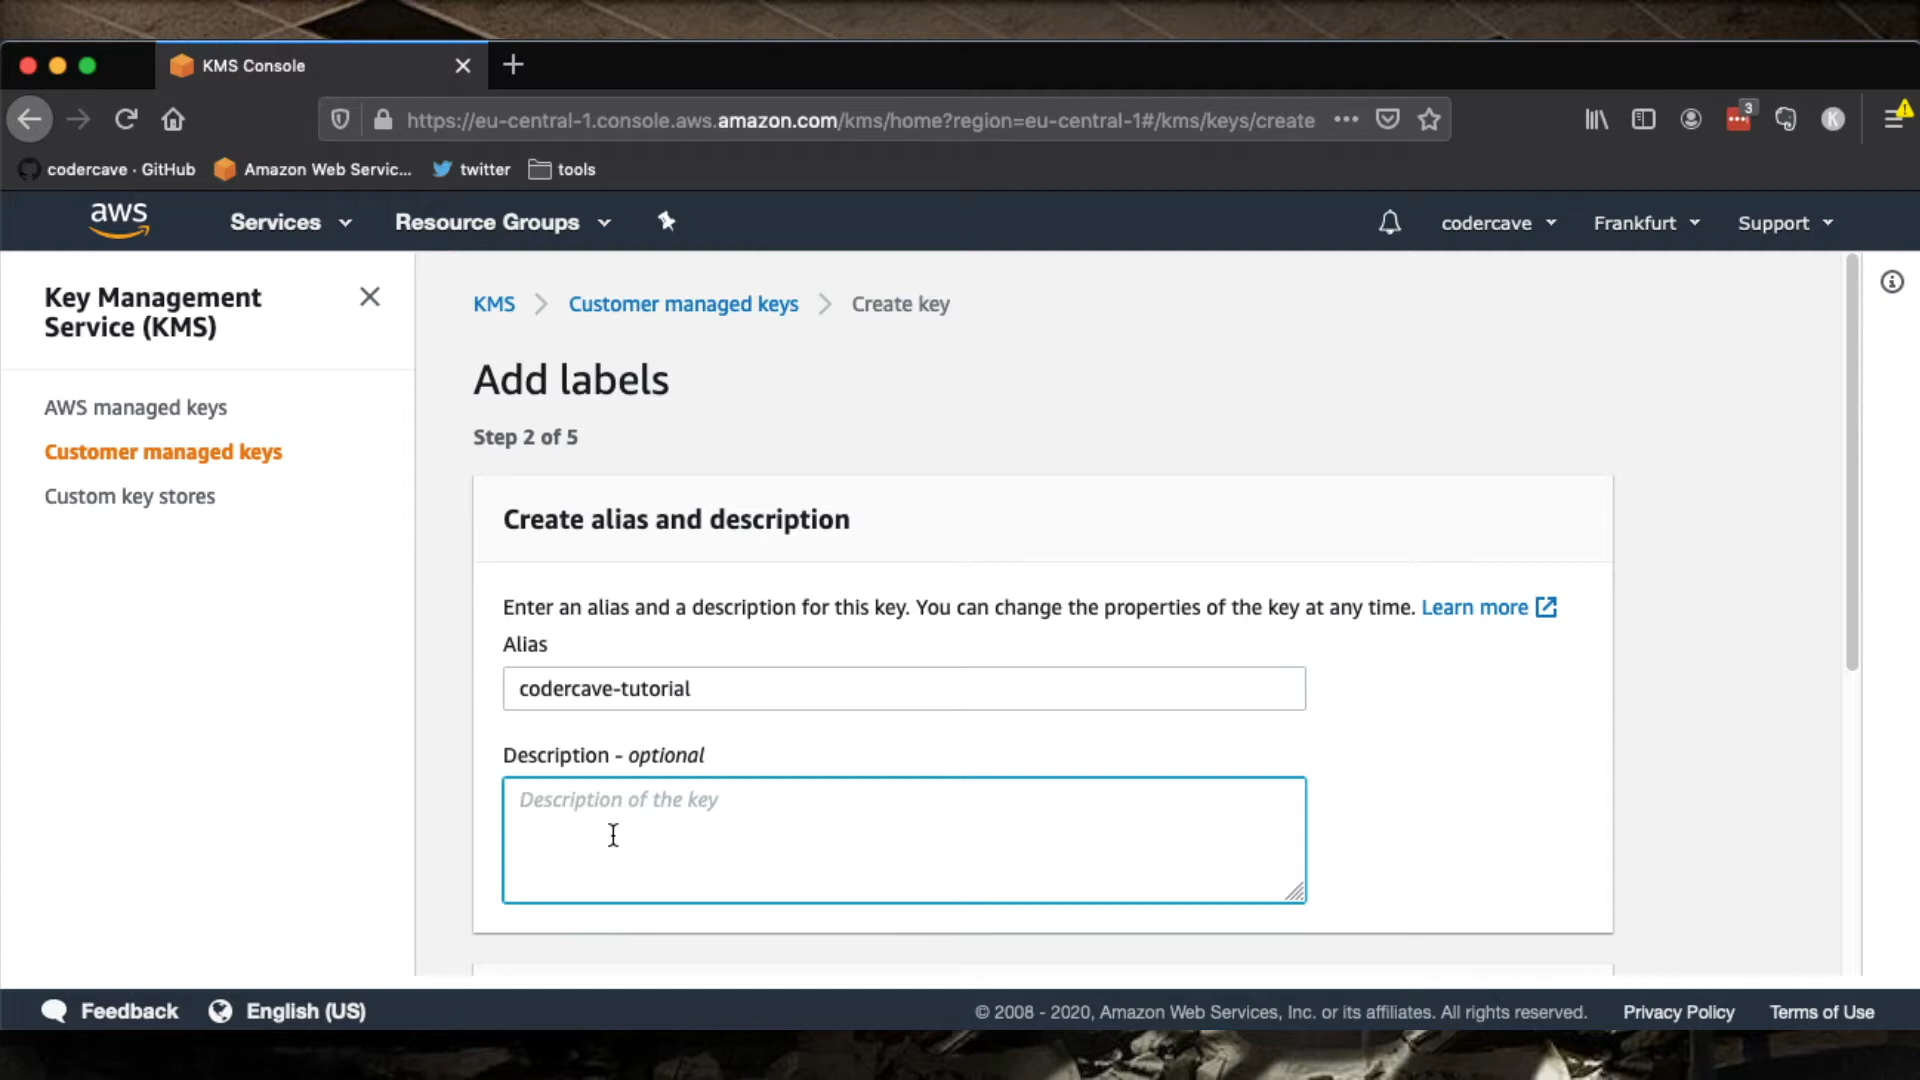 KMS Console
https://eu-central-1.console.aws.amazon.com/kms/home?region=eu-central-1#/kms/keys/create
3
K
codercave · GitHub
Amazon Web Servic...
twitter
tools
aws
Services
Resource Groups
codercave
Frankfurt
Support
Key Management
Service (KMS)
AWS managed keys
Customer managed keys
Custom key stores
KMS
Customer managed keys
Create key
Add labels
Step 2 of 5
Create alias and description
Enter an alias and a description for this key. You can change the properties of the key at any time. Learn more
Alias
codercave-tutorial
Description - optional
Description of the key
Feedback
English (US)
© 2008 - 2020, Amazon Web Services, Inc. or its affiliates. All rights reserved.
Privacy Policy
Terms of Use